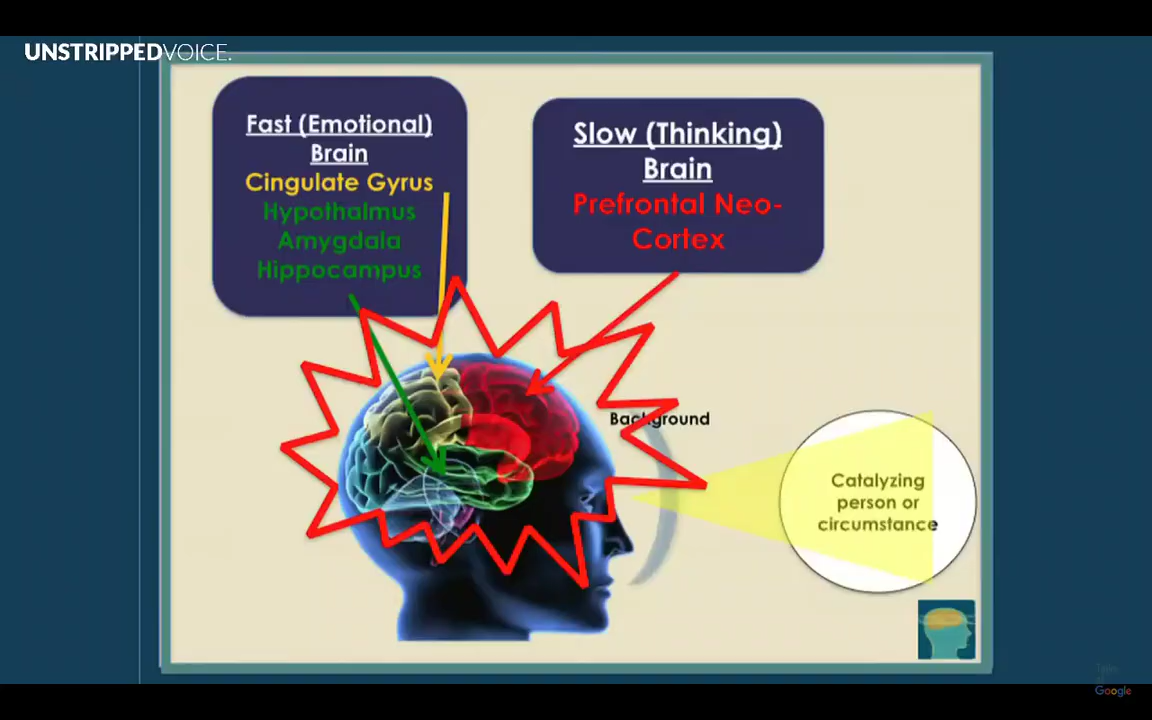 UNSTRIPPEDVOICE.
Fast (Emotional)
Brain
Cingulate Gyrus
Hypothalmus
Amygdala
Hippocampus
Slow (Thinking)
Brain
Prefrontal Neo-
Cortex
Background
Catalyzing
person or
circumstance
Google